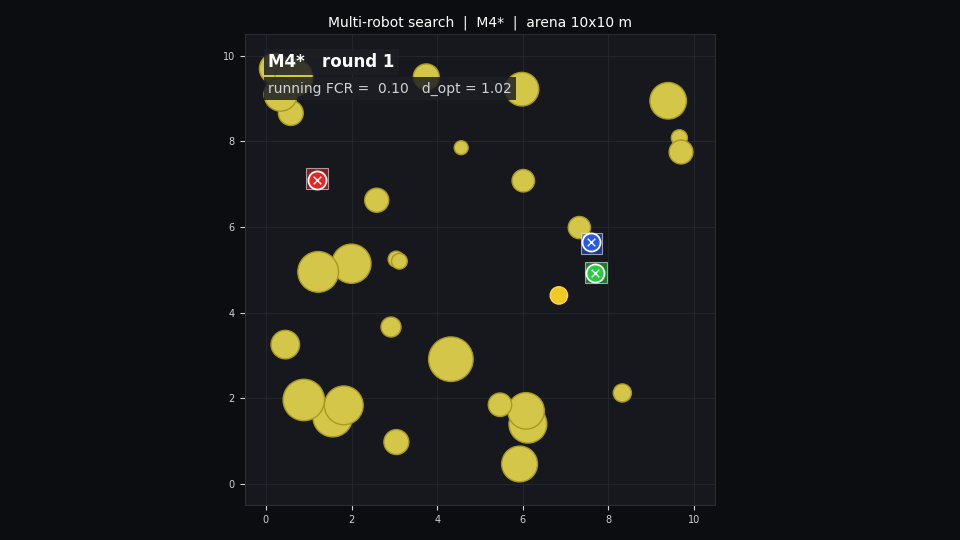 Multi-robot search | M4* | arena 10x10 m
M4* round 1
running FCR = 0.10 d_opt = 1.02
10
8
6
4
2
0
0 2 4 6 8 10